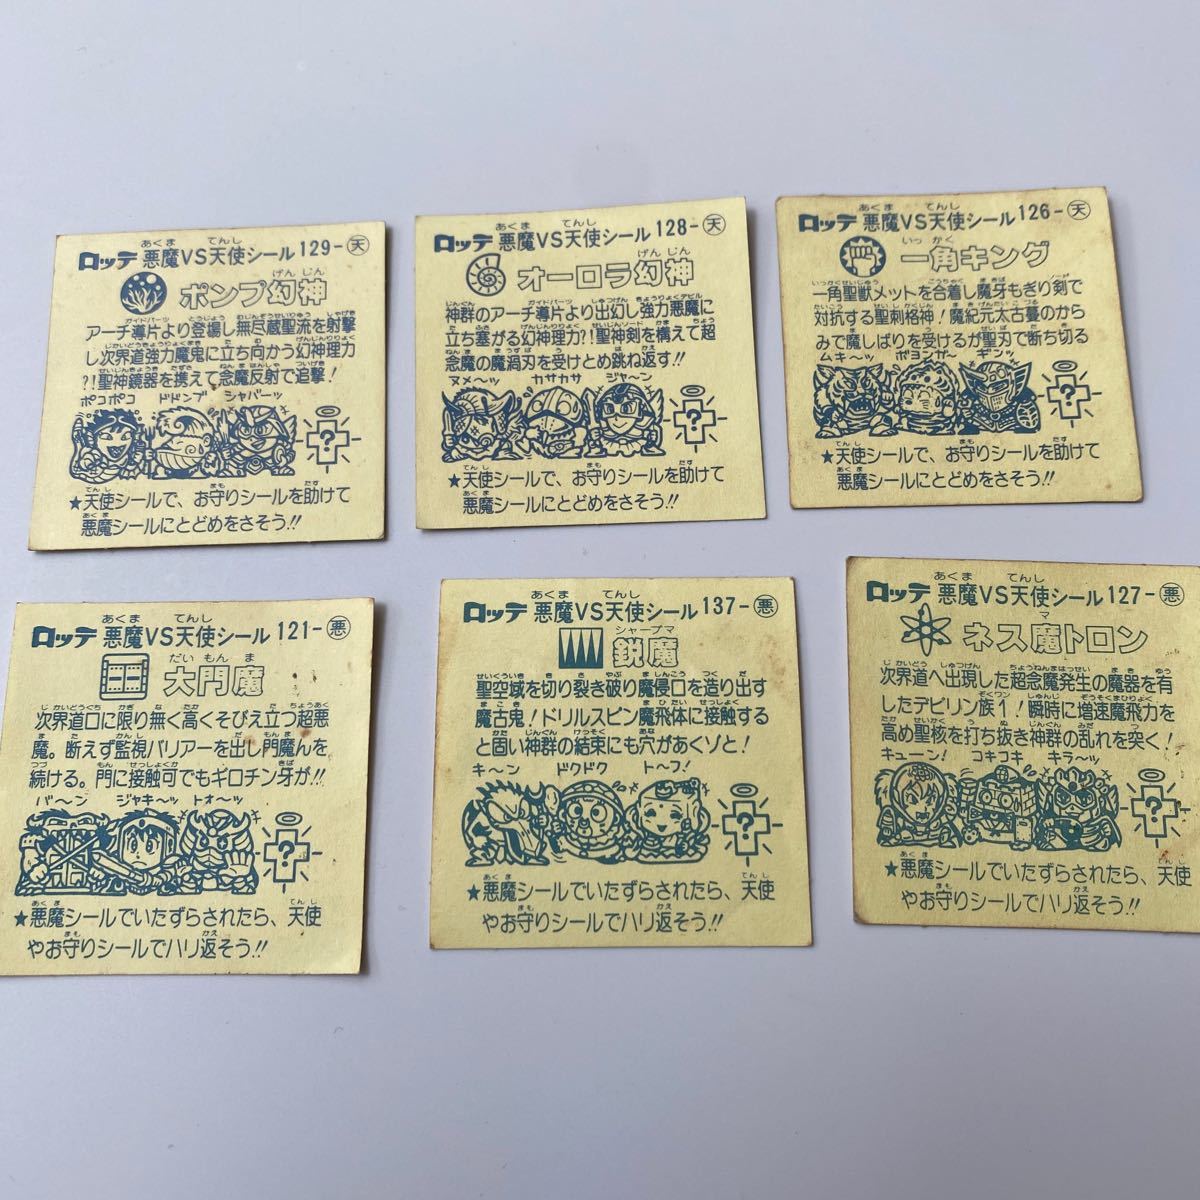 ロッテ 悪魔VS天使シール 129-天
ポンプ幻神
アーチ導片より登場し無尽蔵聖流を射撃
し次界道強力魔鬼に立ち向かう幻神理力
?!聖神鏡器を携えて念魔反射で追撃!
ポコポコ ドドンプ シャバーッ
?
★天使シールで、お守りシールを助けて
悪魔シールにとどめをさそう!!
ロッテ 悪魔VS天使シール 128-天
オーロラ幻神
神群のアーチ導片より出幻し強力悪魔に
立ち塞がる幻神理力?!聖神剣を構えて超
念魔の魔渦刃を受けとめ跳ね返す!!
ヌメ〜ッ カサカサ ジャ〜ン
?
★天使シールで、お守りシールを助けて
悪魔シールにとどめをさそう!!
ロッテ 悪魔VS天使シール 126-天
一角キング
一角聖獣メットを合着し魔牙もぎり剣で
対抗する聖刺格神!魔紀元太古蔓のから
みで魔しばりを受けるが聖刃で断ち切る
ムキ〜ッ ボヨンガ〜 ギンッ
?
★天使シールで、お守りシールを助けて
悪魔シールにとどめをさそう!!
ロッテ 悪魔VS天使シール 121-悪
大門魔
次界道口に限り無く高くそびえ立つ超悪
魔。断えず監視バリアーを出し門魔んを
続ける。門に接触可でもギロチン牙が!!
バ〜ン ジャキ〜ッ トォ〜ッ
?
★悪魔シールでいたずらされたら、天使
やお守りシールでハリ返そう!!
ロッテ 悪魔VS天使シール 137-悪
鋭魔
聖空域を切り裂き破り魔侵口を造り出す
魔古鬼!ドリルスピン魔飛体に接触する
と固い神群の結束にも穴があくゾと!
キ〜ン ドクドク ト〜フ!
?
★悪魔シールでいたずらされたら、天使
やお守りシールでハリ返そう!!
ロッテ 悪魔VS天使シール 127-悪
ネス魔トロン
次界道へ出現した超念魔発生の魔器を有
したデビリン族1!瞬時に増速魔飛力を
高め聖核を打ち抜き神群の乱れを突く!
キューン! コキコキ キラ〜ッ
?
★悪魔シールでいたずらされたら、天使
やお守りシールでハリ返そう!!